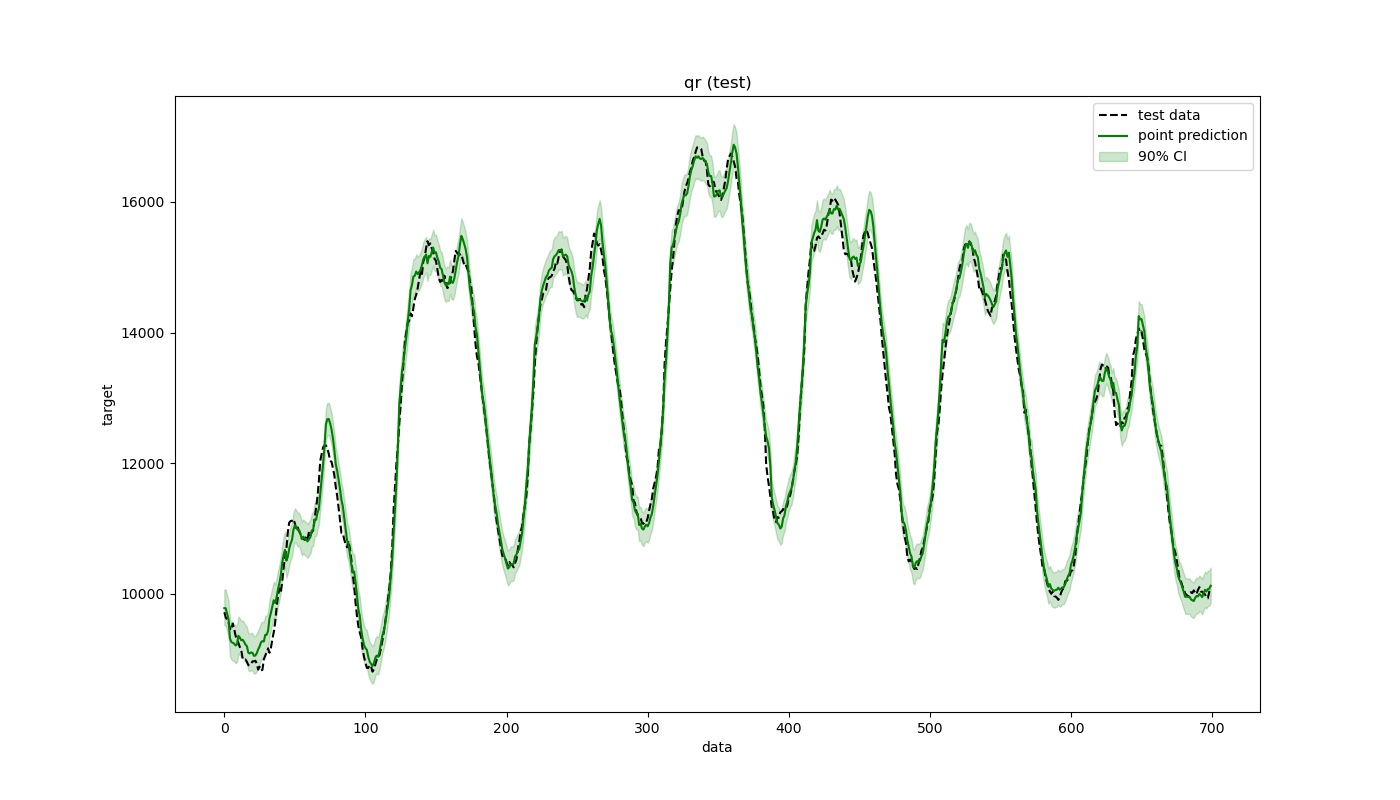 qr (test)
test data
point prediction
90% CI
target
16000
14000
12000
10000
0 100 200 300 400 500 600 700
data